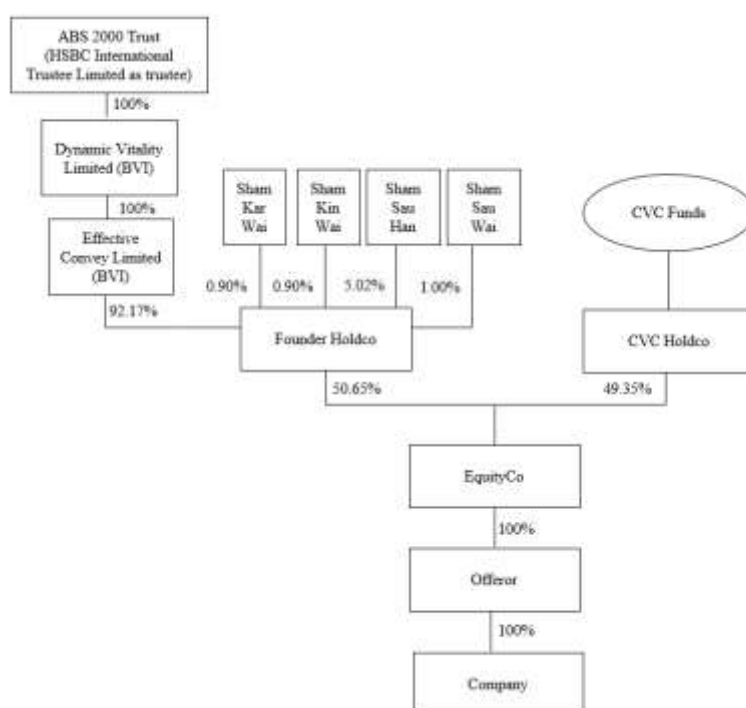 ABS 2000 Trust
(HSBC International
Trustee Limited as trustee)
100%
Dynamic Vitality
Limited (BVI)
100%
Effective
Convey Limited
(BVI)
92.17%
Sham
Kar
Wai
Sham
Kin
Wai
Sham
Sau
Han
Sham
Sau
Wai
0.90%
0.90%
5.02%
1.00%
CVC Funds
Founder Holdco
CVC Holdco
50.65%
49.35%
EquityCo
100%
Offeror
100%
Company